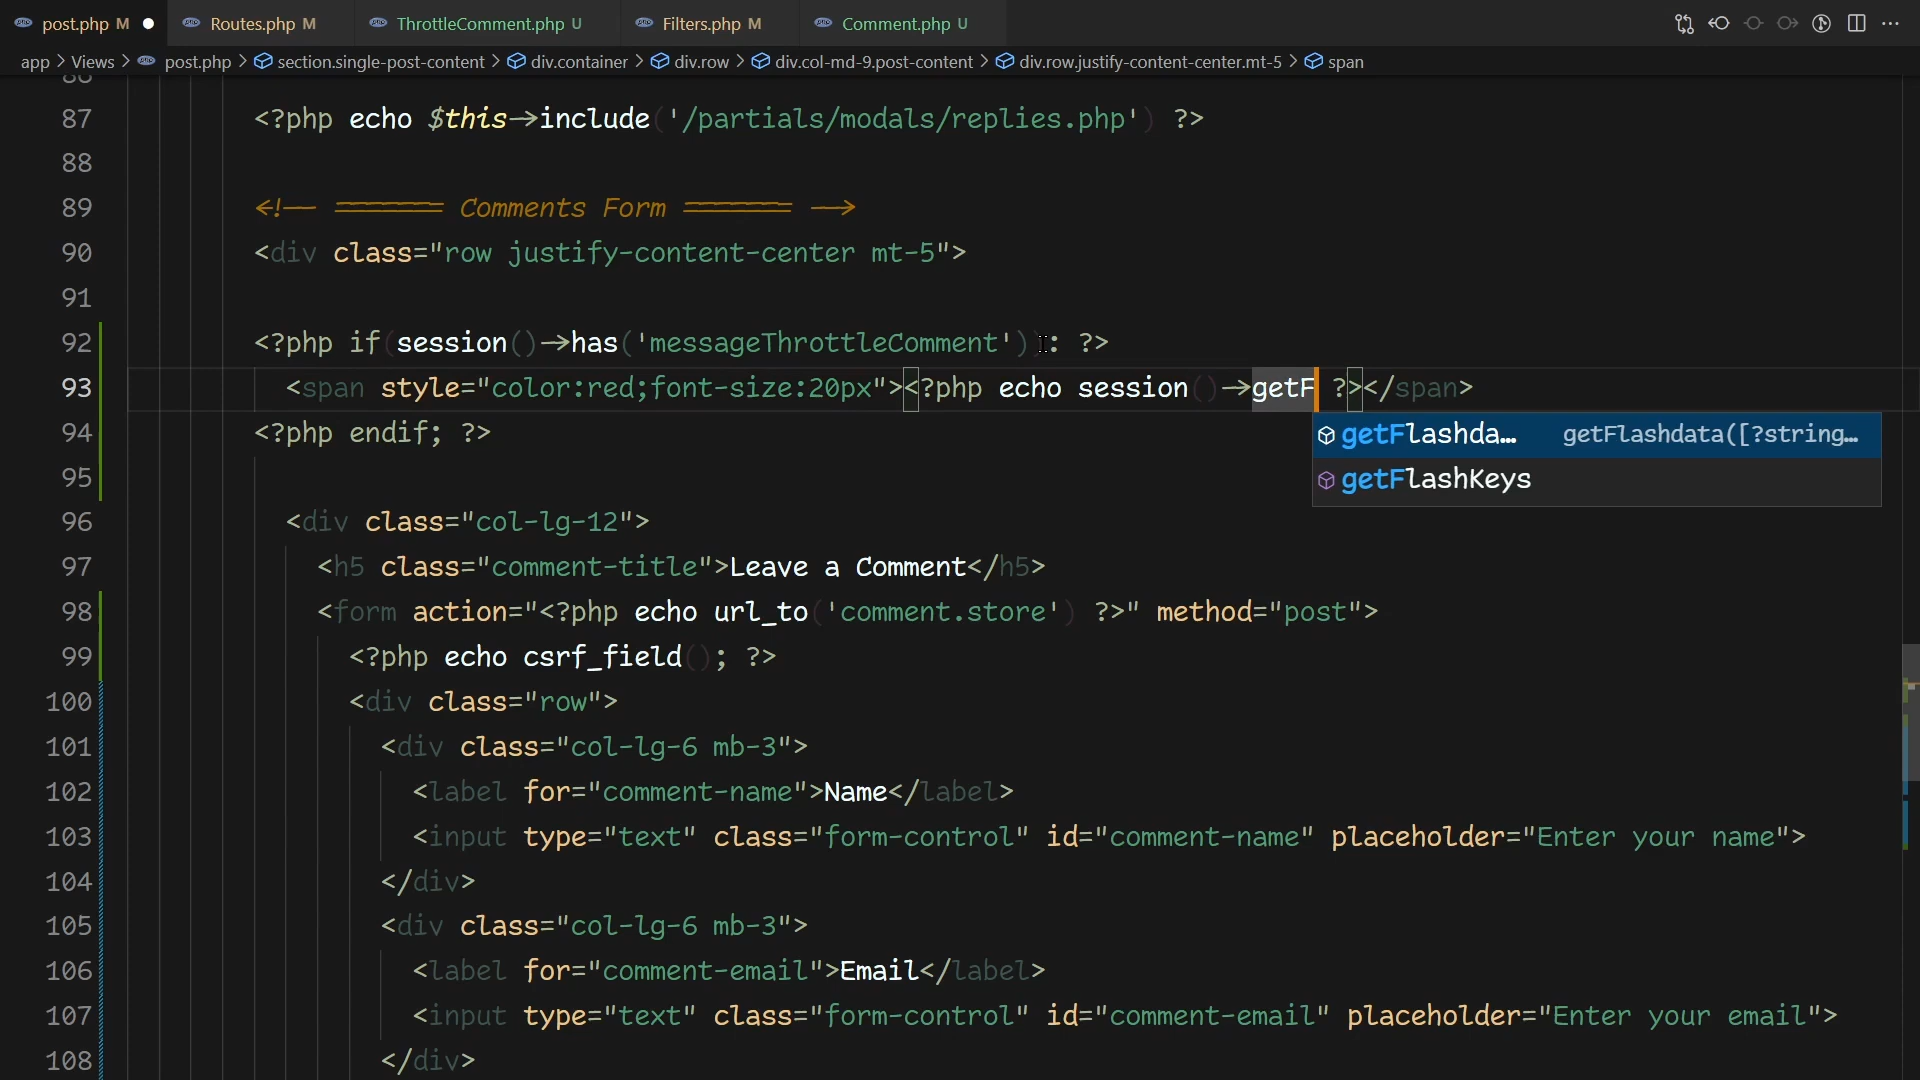 post.php M ● Routes.php M ThrottleComment.php U Filters.php M Comment.php U
app > Views > post.php > section.single-post-content > div.container > div.row > div.col-md-9.post-content > div.row.justify-content-center.mt-5 > span
86
87 <?php echo $this->include('/partials/modals/replies.php') ?>
88
89 <!-- ======= Comments Form ======= -->
90 <div class="row justify-content-center mt-5">
91
92 <?php if(session()->has('messageThrottleComment')): ?>
93 <span style="color:red;font-size:20px"><?php echo session()->getF ?></span>
94 <?php endif; ?>
getFlashda… getFlashdata([?string…
getFlashKeys
95
96 <div class="col-lg-12">
97 <h5 class="comment-title">Leave a Comment</h5>
98 <form action="<?php echo url_to('comment.store') ?>" method="post">
99 <?php echo csrf_field(); ?>
100 <div class="row">
101 <div class="col-lg-6 mb-3">
102 <label for="comment-name">Name</label>
103 <input type="text" class="form-control" id="comment-name" placeholder="Enter your name">
104 </div>
105 <div class="col-lg-6 mb-3">
106 <label for="comment-email">Email</label>
107 <input type="text" class="form-control" id="comment-email" placeholder="Enter your email">
108 </div>